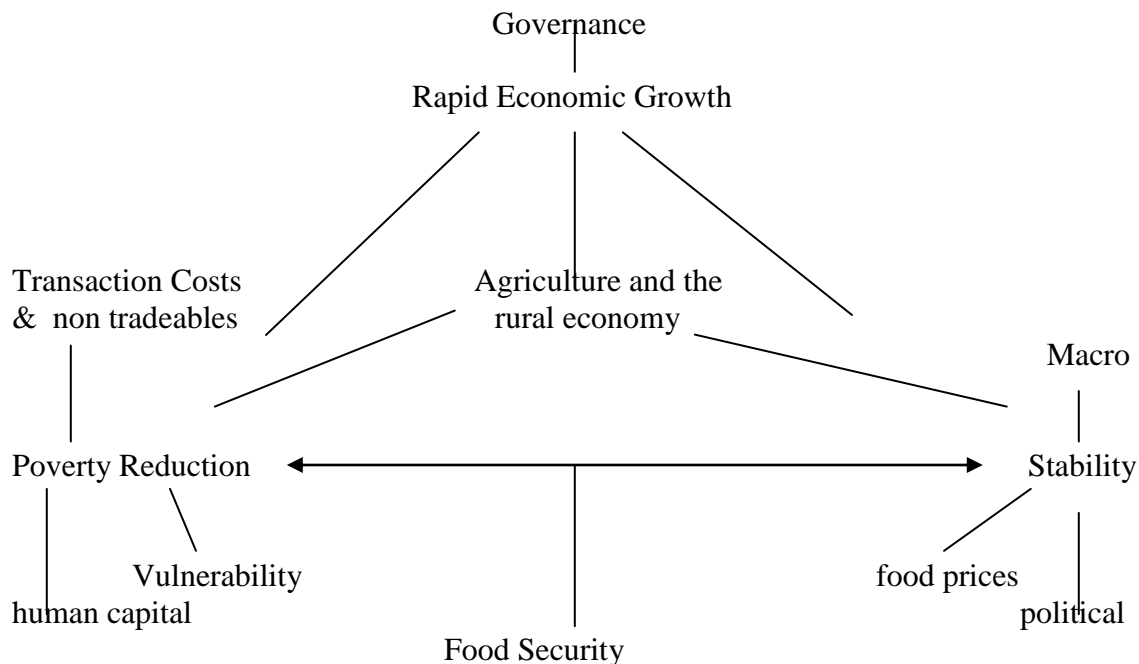 Governance
Rapid Economic Growth
Transaction Costs
& non tradeables
Agriculture and the
rural economy
Macro
Poverty Reduction
Stability
Vulnerability
food prices
human capital
political
Food Security